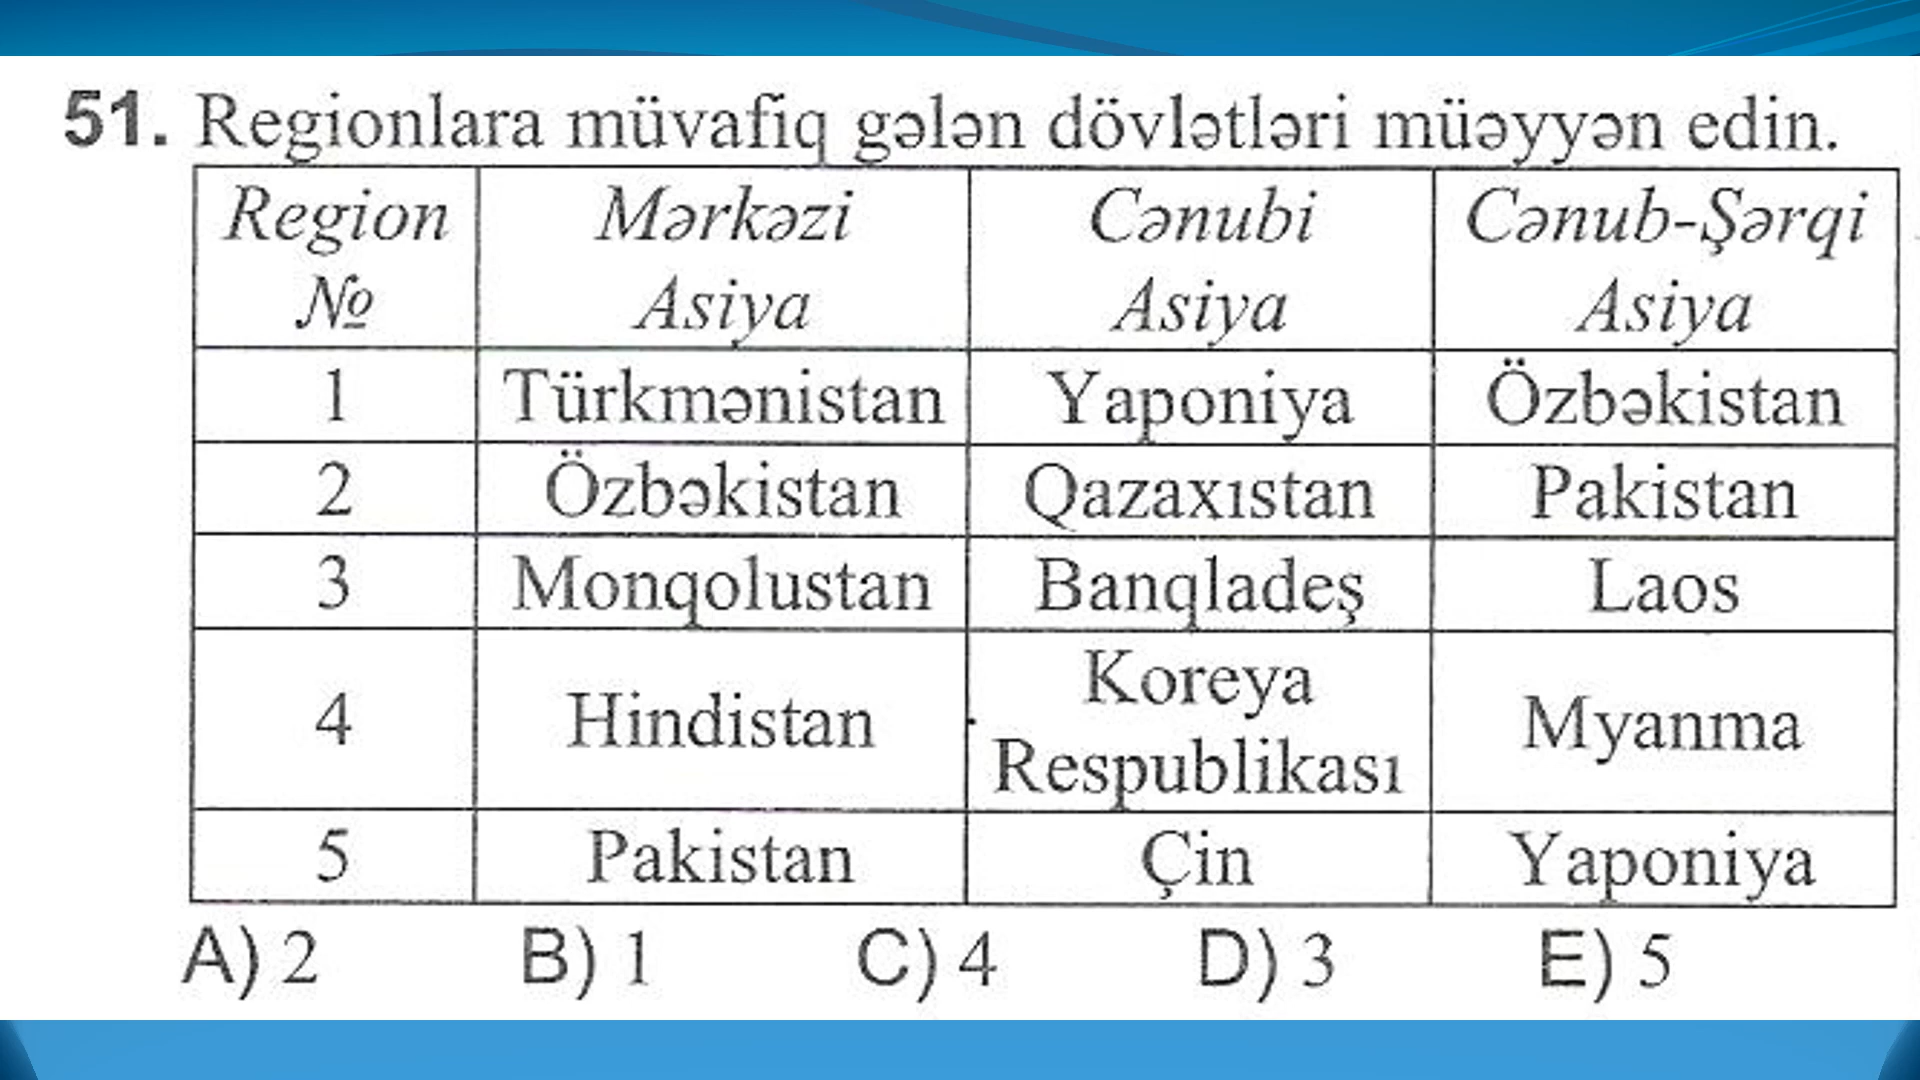 51. Regionlara müvafiq gələn dövlətləri müəyyən edin.
Region № Mərkəzi Asiya Cənubi Asiya Cənub-Şərqi Asiya
1 Türkmənistan Yaponiya Özbəkistan
2 Özbəkistan Qazaxıstan Pakistan
3 Monqolustan Banqladeş Laos
4 Hindistan Koreya Respublikası Myanma
5 Pakistan Çin Yaponiya
A) 2 B) 1 C) 4 D) 3 E) 5